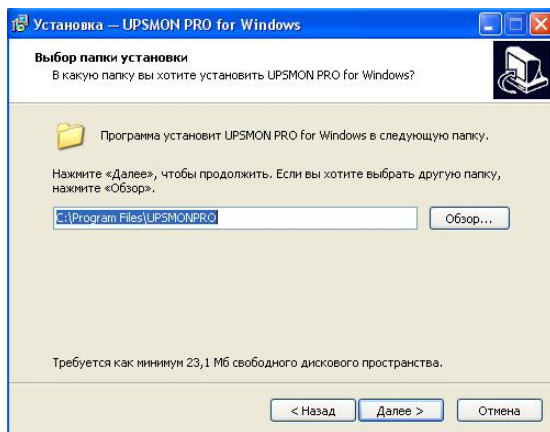 Установка — UPSMON PRO for Windows
Выбор папки установки
В какую папку вы хотите установить UPSMON PRO for Windows?
Программа установит UPSMON PRO for Windows в следующую папку.
Нажмите «Далее», чтобы продолжить. Если вы хотите выбрать другую папку,
нажмите «Обзор».
C:\Program Files\UPSMONPRO
Обзор...
Требуется как минимум 23,1 Мб свободного дискового пространства.
< Назад
Далее >
Отмена